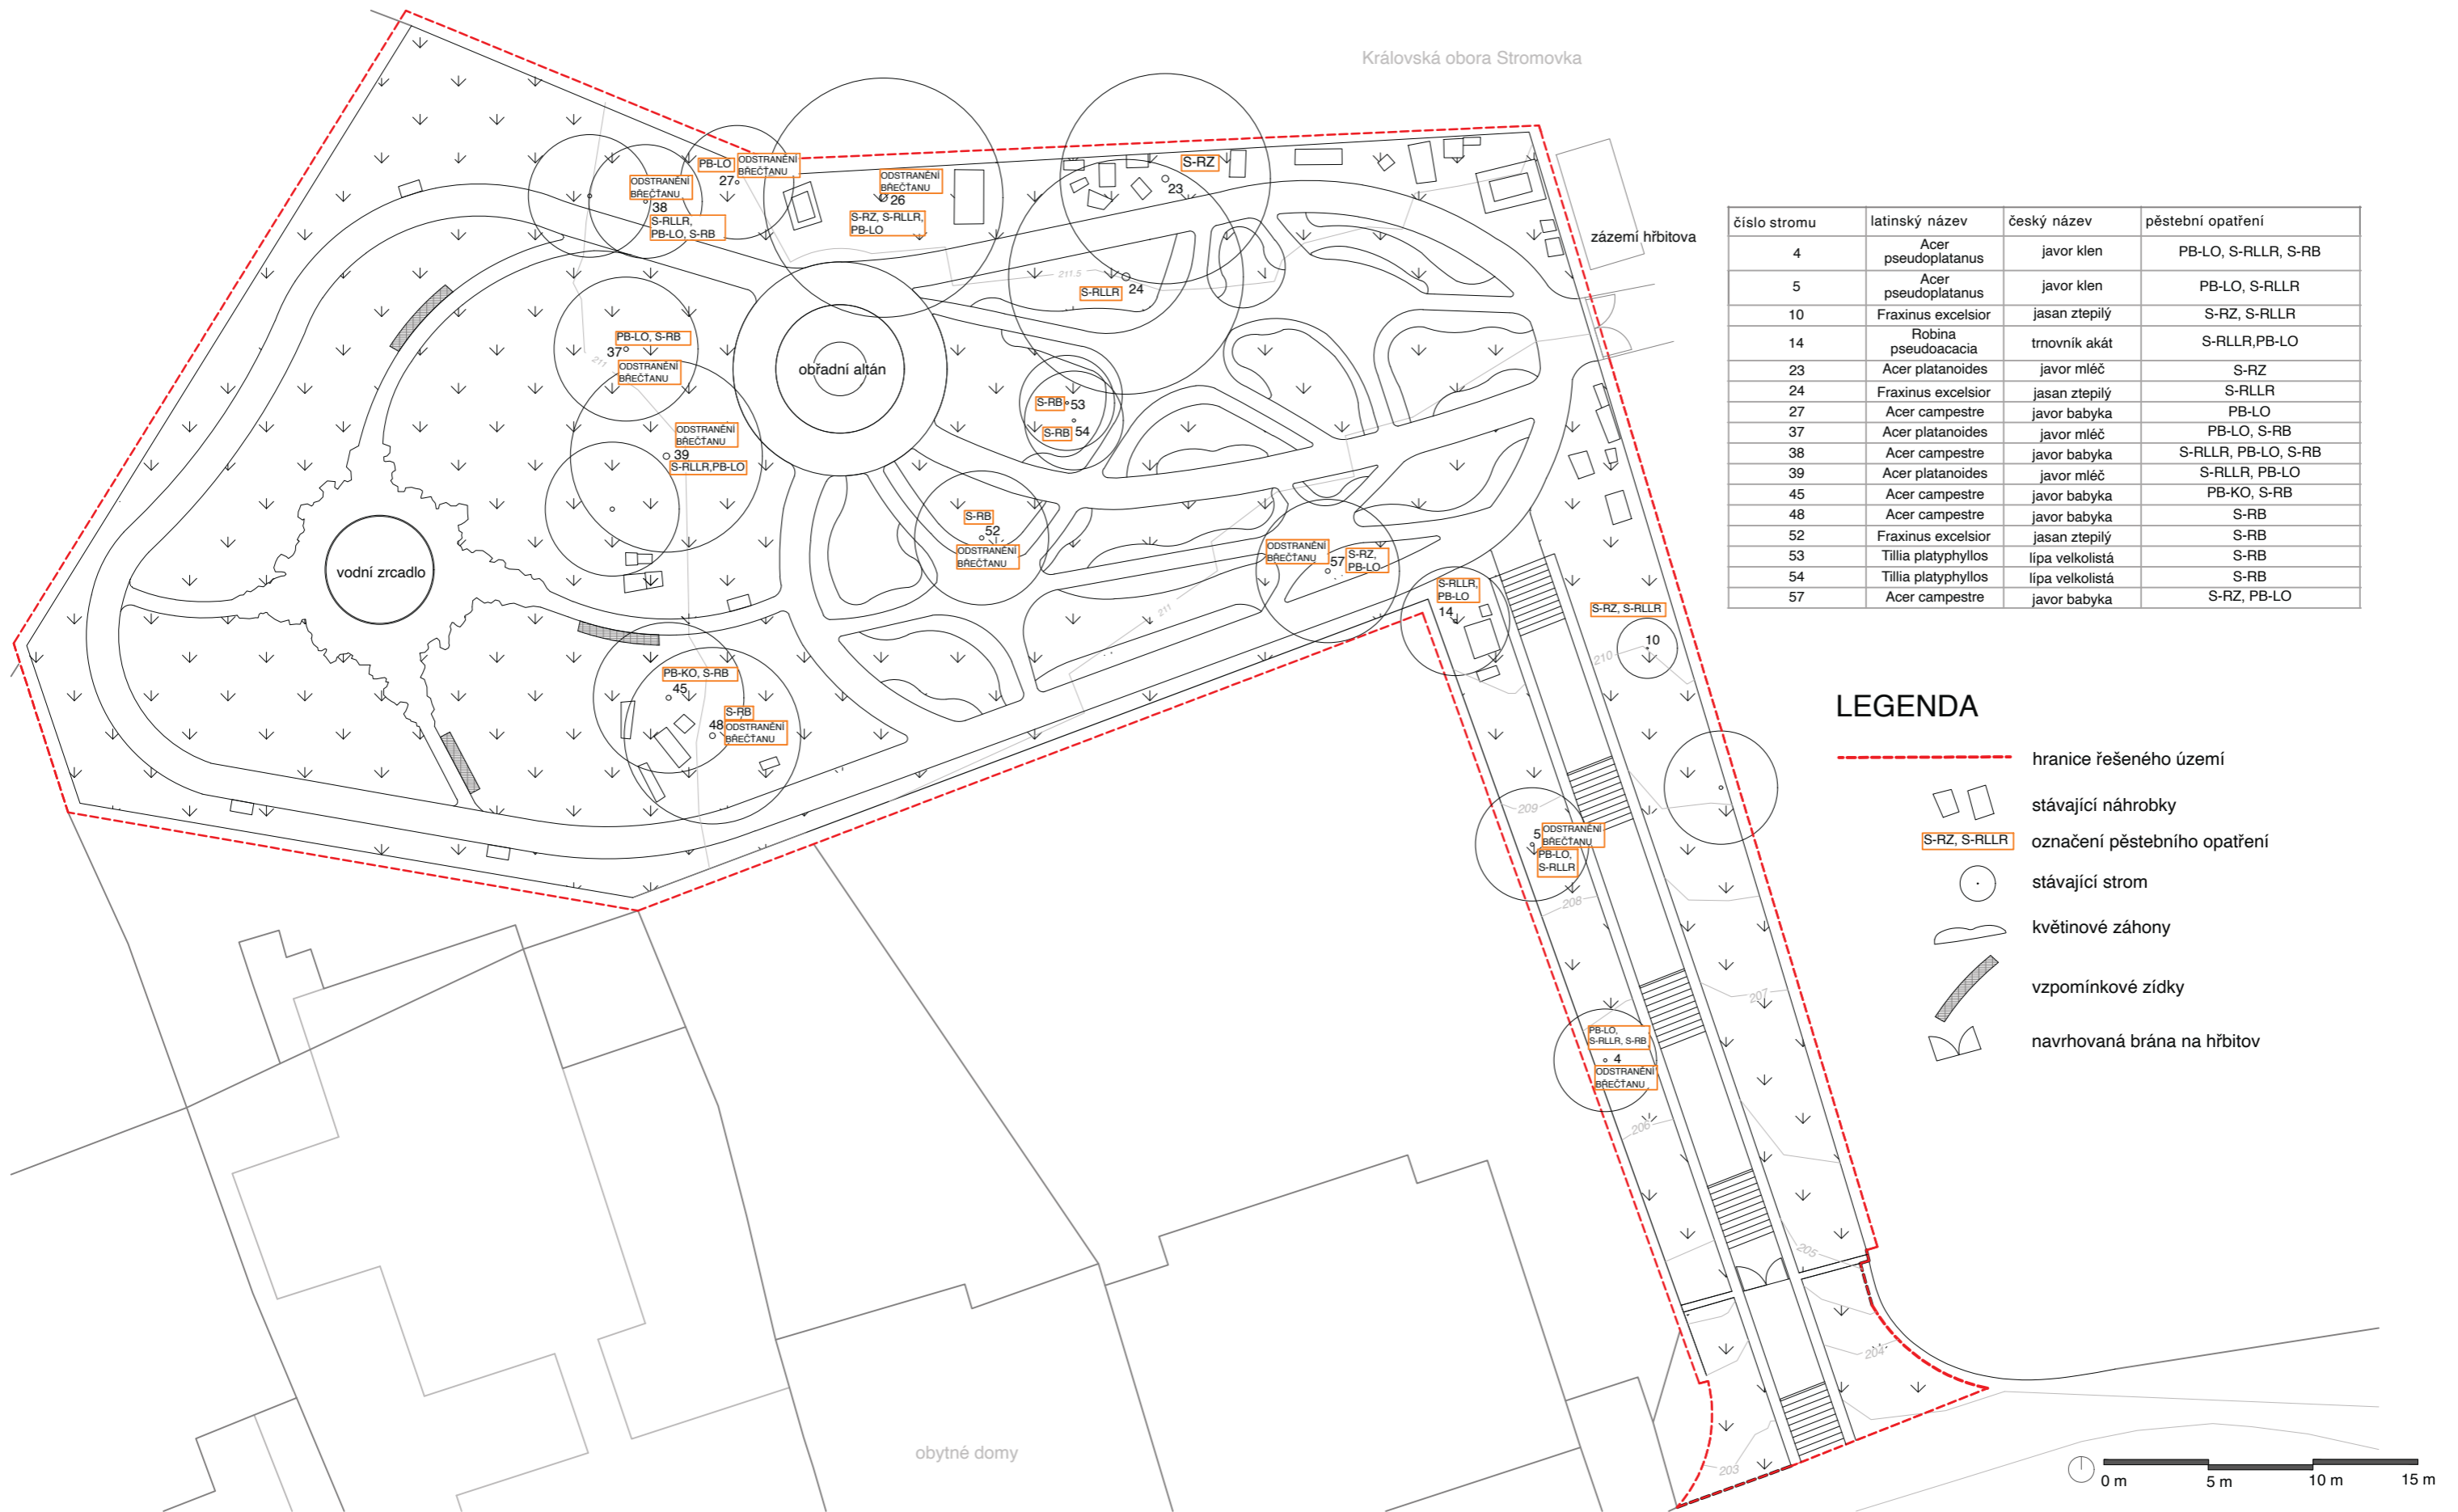 Královská obora Stromovka
PB-LO
ODSTRANĚNÍ
BŘEČŤANU
27
ODSTRANĚNÍ
BŘEČŤANU
38
S-RLLR,
PB-LO, S-RB
ODSTRANĚNÍ
BŘEČŤANU
26
S-RZ, S-RLLR,
PB-LO
S-RZ
23
zázemí hřbitova
211.5
S-RLLR
24
PB-LO, S-RB
37
ODSTRANĚNÍ
BŘEČŤANU
211
obřadní altán
S-RB
53
S-RB
54
ODSTRANĚNÍ
BŘEČŤANU
39
S-RLLR,PB-LO
S-RB
52
ODSTRANĚNÍ
BŘEČŤANU
ODSTRANĚNÍ
BŘEČŤANU
57
S-RZ,
PB-LO
vodní zrcadlo
S-RLLR,
PB-LO
14
S-RZ, S-RLLR
10
211
210
PB-KO, S-RB
45
S-RB
48
ODSTRANĚNÍ
BŘEČŤANU
209
5
ODSTRANĚNÍ
BŘEČŤANU
PB-LO,
S-RLLR
208
207
PB-LO,
S-RLLR, S-RB
4
ODSTRANĚNÍ
BŘEČŤANU
206
205
204
203
obytné domy
číslo stromu latinský název český název pěstební opatření
4 Acer pseudoplatanus javor klen PB-LO, S-RLLR, S-RB
5 Acer pseudoplatanus javor klen PB-LO, S-RLLR
10 Fraxinus excelsior jasan ztepilý S-RZ, S-RLLR
14 Robina pseudoacacia trnovník akát S-RLLR,PB-LO
23 Acer platanoides javor mléč S-RZ
24 Fraxinus excelsior jasan ztepilý S-RLLR
27 Acer campestre javor babyka PB-LO
37 Acer platanoides javor mléč PB-LO, S-RB
38 Acer campestre javor babyka S-RLLR, PB-LO, S-RB
39 Acer platanoides javor mléč S-RLLR, PB-LO
45 Acer campestre javor babyka PB-KO, S-RB
48 Acer campestre javor babyka S-RB
52 Fraxinus excelsior jasan ztepilý S-RB
53 Tillia platyphyllos lípa velkolistá S-RB
54 Tillia platyphyllos lípa velkolistá S-RB
57 Acer campestre javor babyka S-RZ, PB-LO
LEGENDA
hranice řešeného území
stávající náhrobky
S-RZ, S-RLLR označení pěstebního opatření
stávající strom
květinové záhony
vzpomínkové zídky
navrhovaná brána na hřbitov
0 m 5 m 10 m 15 m